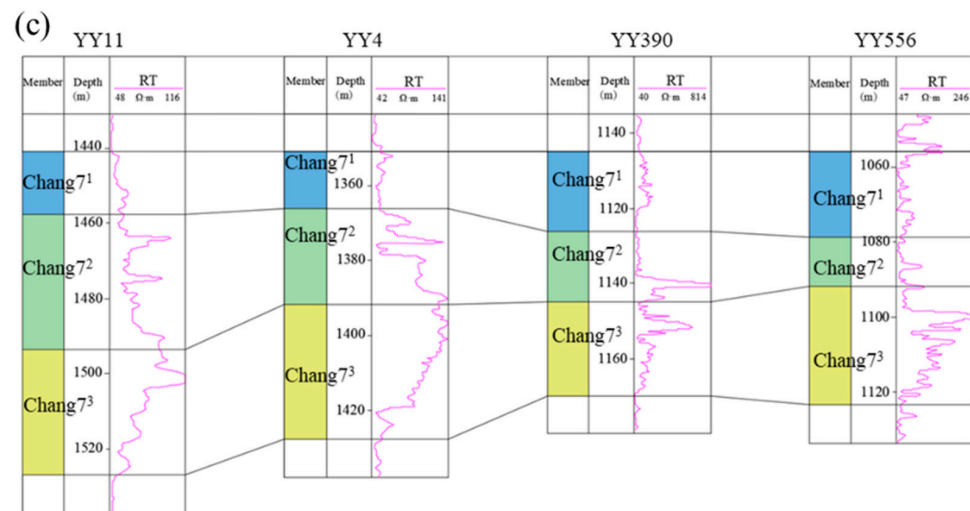 (c)
YY11 YY4 YY390 YY556
Member Depth (m) RT 48 Ω·m 116
Member Depth (m) RT 42 Ω·m 141
Member Depth (m) RT 40 Ω·m 814
Member Depth (m) RT 47 Ω·m 246
Chang7¹
Chang7²
Chang7³
1440
1460
1480
1500
1520
Chang7¹
Chang7²
Chang7³
1360
1380
1400
1420
Chang7¹
Chang7²
Chang7³
1140
1120
1140
1160
Chang7¹
Chang7²
Chang7³
1060
1080
1100
1120